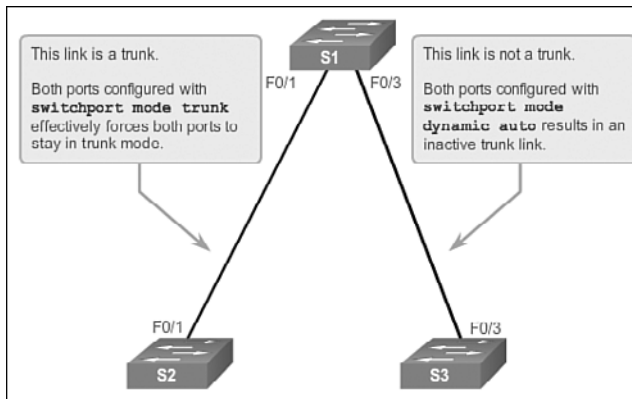 This link is a trunk.
Both ports configured with
switchport mode trunk
effectively forces both ports to
stay in trunk mode.
S1
F0/1
F0/3
This link is not a trunk.
Both ports configured with
switchport mode
dynamic auto results in an
inactive trunk link.
F0/1
S2
F0/3
S3